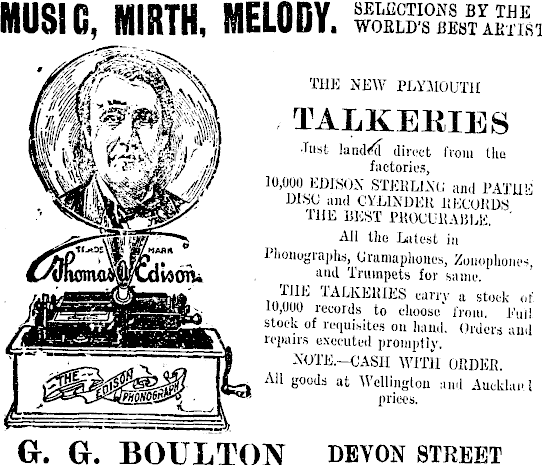 MUSIC, MIRTH, MELODY.
SELECTIONS BY THE
WORLD'S BEST ARTIST
THE NEW PLYMOUTH
TALKERIES
Just landed direct from the
factories,
10,000 EDISON STERLING and PATHE
DISC and CYLINDER RECORDS.
THE BEST PROCURABLE.
All the Latest in
Phonographs, Gramaphones, Zonophones,
and Trumpets for same.
THE TALKERIES carry a stock of
10,000 records to choose from. Full
stock of requisites on hand. Orders and
repairs executed promptly.
NOTE.—CASH WITH ORDER.
All goods at Wellington and Auckland
prices.
TRADE MARK
Thomas A Edison
THE EDISON PHONOGRAPH
G. G. BOULTON
DEVON STREET